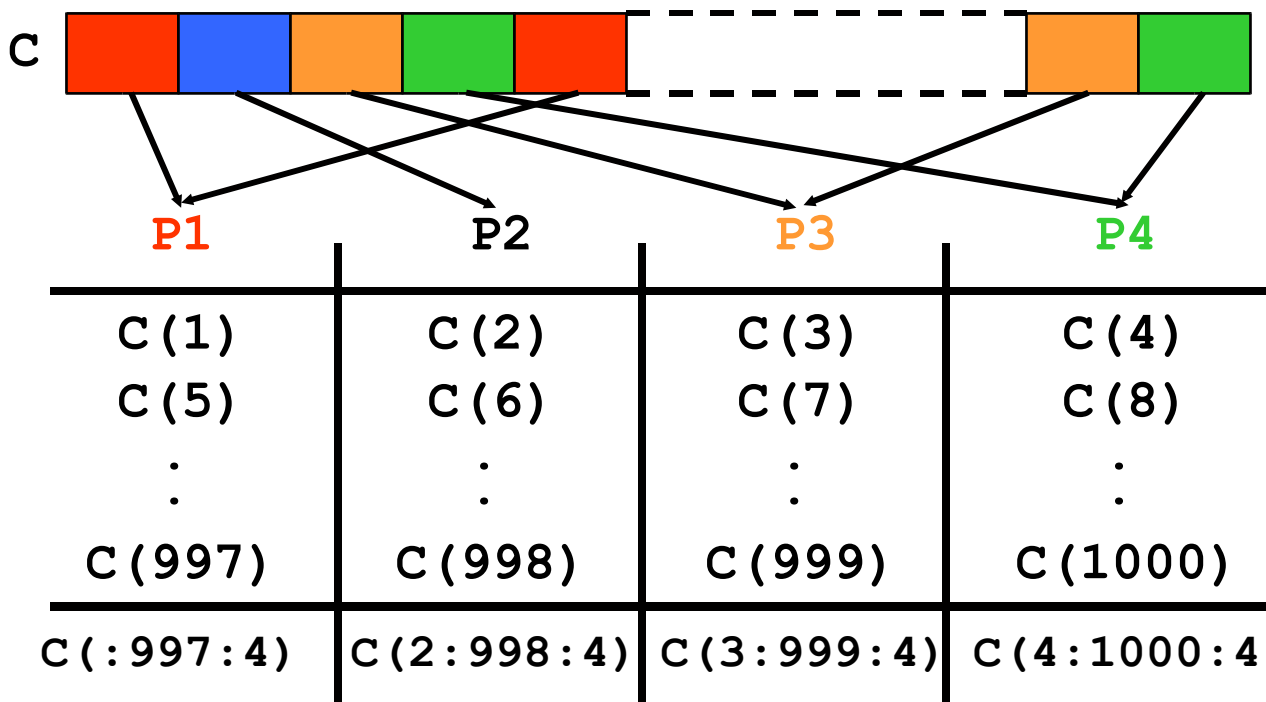 C
P1 P2 P3 P4
C(1) C(2) C(3) C(4)
C(5) C(6) C(7) C(8)
. . . .
. . . .
C(997) C(998) C(999) C(1000)
C(:997:4) C(2:998:4) C(3:999:4) C(4:1000:4